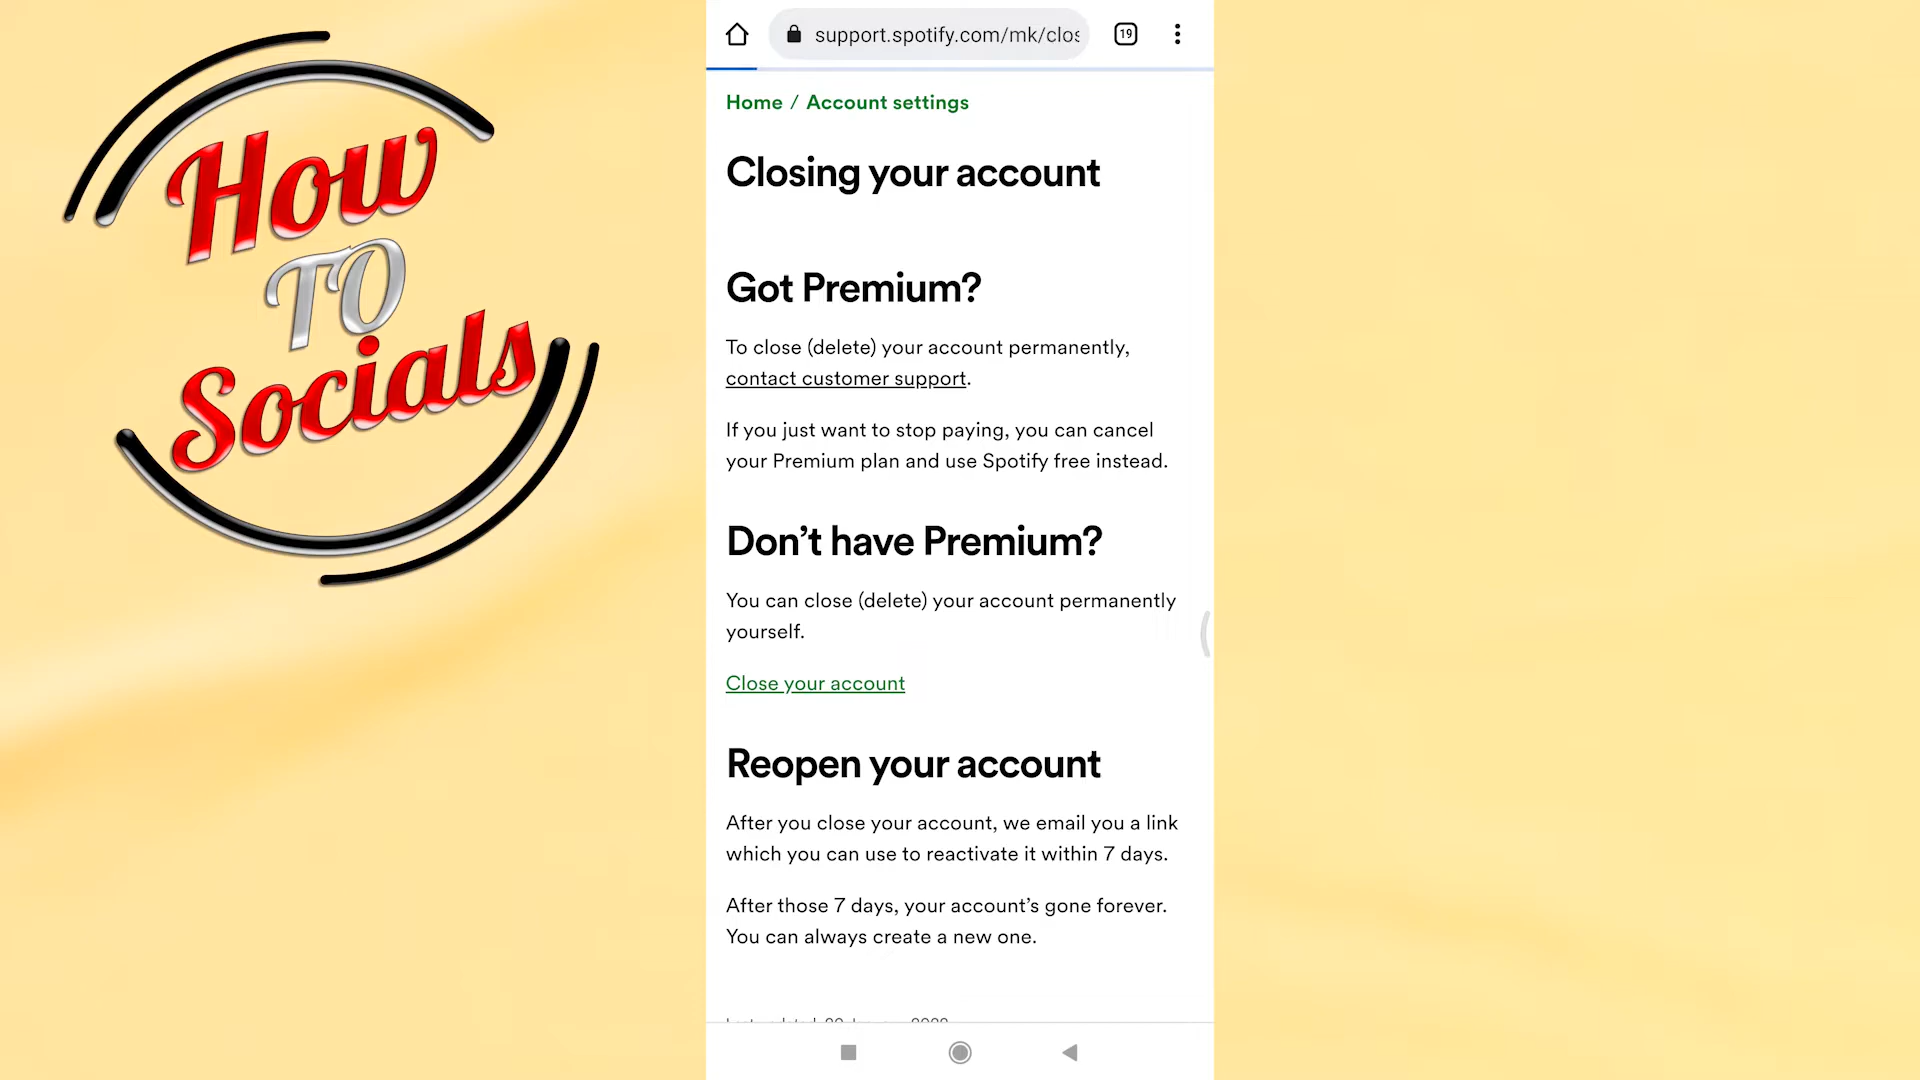 How
TO
Socials
support.spotify.com/mk/clos
19
Home / Account settings
Closing your account
Got Premium?
To close (delete) your account permanently,
contact customer support.
If you just want to stop paying, you can cancel
your Premium plan and use Spotify free instead.
Don’t have Premium?
You can close (delete) your account permanently
yourself.
Close your account
Reopen your account
After you close your account, we email you a link
which you can use to reactivate it within 7 days.
After those 7 days, your account’s gone forever.
You can always create a new one.